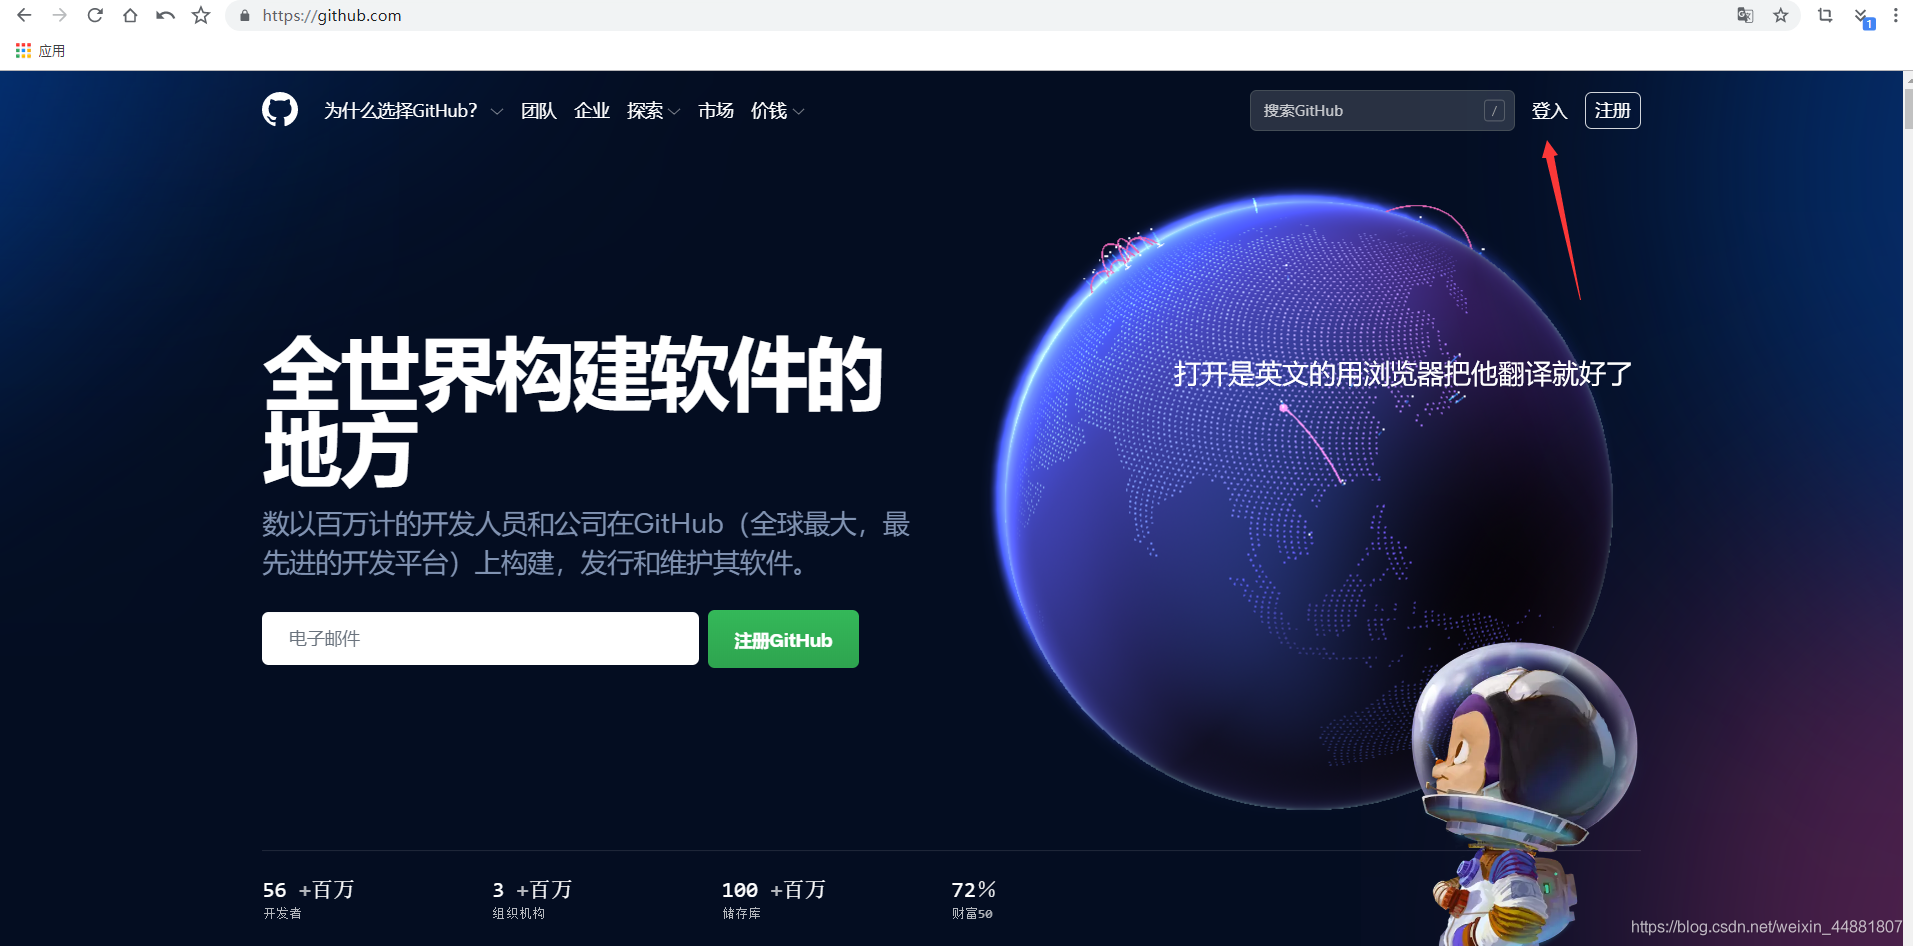 https://github.com
1
应用
为什么选择GitHub? 团队 企业 探索 市场 价钱
搜索GitHub / 登入 注册
打开是英文的用浏览器把他翻译就好了
全世界构建软件的
地方
数以百万计的开发人员和公司在GitHub（全球最大，最
先进的开发平台）上构建，发行和维护其软件。
电子邮件 注册GitHub
56 +百万 3 +百万 100 +百万 72％
开发者 组织机构 储存库 财富50
https://blog.csdn.net/weixin_44881807